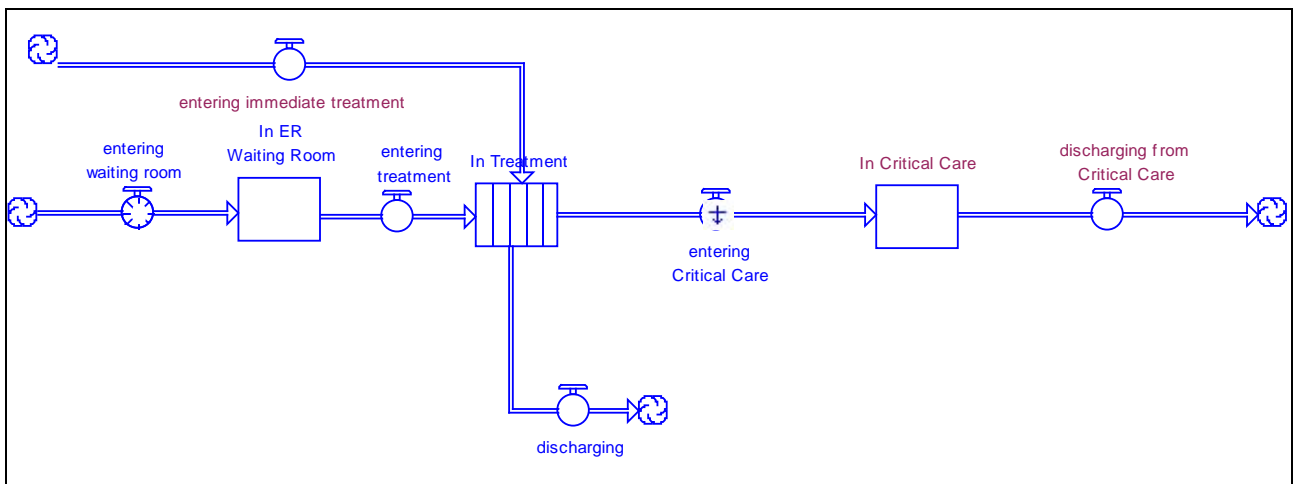 entering immediate treatment
entering
waiting room
In ER
Waiting Room
entering
treatment
In Treatment
entering
Critical Care
In Critical Care
discharging from
Critical Care
discharging